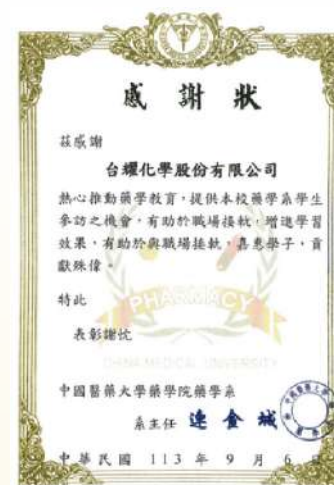 感謝狀
茲感謝
台耀化學股份有限公司
熱心推動藥學教育，提供本校藥學系學生
參訪之機會，有助於職場接軌，增進學習
效果，有助於與職場接軌，嘉惠學子，貢
獻殊偉。
特此
PHARMACY
表彰謝忱
CHINA MEDICAL UNIVERSITY
中國醫藥大學藥學院藥學系
系主任 連金城
中華民國 113 年 9 月 6 日